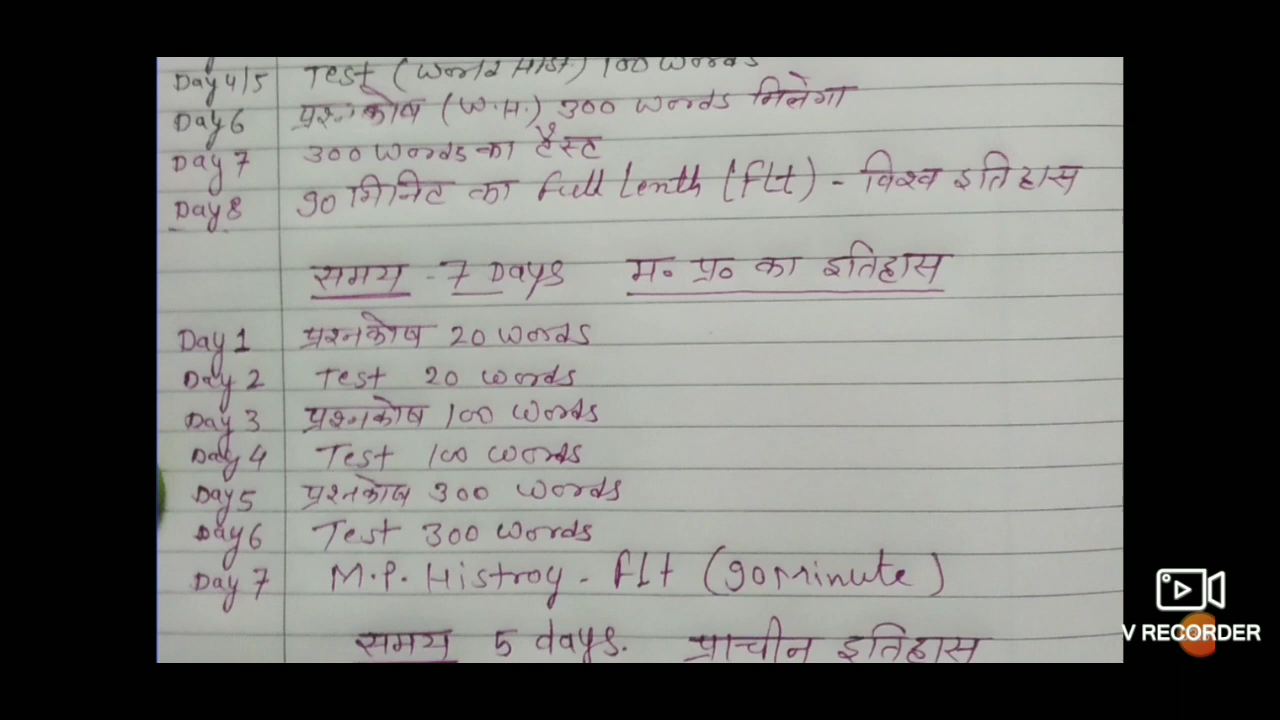 Day 4/5 Test (World Hist) 100 words
Day 6 प्रश्नकोष (W.H.) 300 words मिलेगा
Day 7 300 words का टैस्ट
Day 8 90 मिनिट का full lenth (flt) - विश्व इतिहास
समय - 7 Days म॰ प्र॰ का इतिहास
Day 1 प्रश्नकोष 20 words
Day 2 Test 20 words
Day 3 प्रश्नकोष 100 words
Day 4 Test 100 words
Day 5 प्रश्नकोष 300 words
Day 6 Test 300 words
Day 7 M.P. Histroy - flt (90 minute)
समय 5 days. प्राचीन इतिहास
V RECORDER